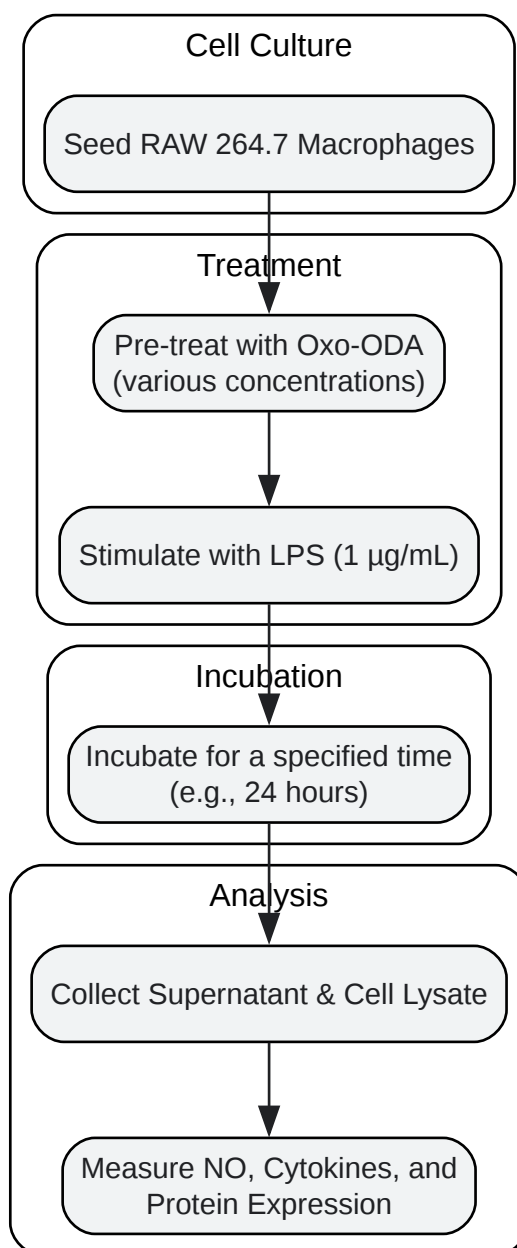 Cell Culture
Seed RAW 264.7 Macrophages
Treatment
Pre-treat with Oxo-ODA
(various concentrations)
Stimulate with LPS (1 µg/mL)
Incubation
Incubate for a specified time
(e.g., 24 hours)
Analysis
Collect Supernatant & Cell Lysate
Measure NO, Cytokines, and
Protein Expression